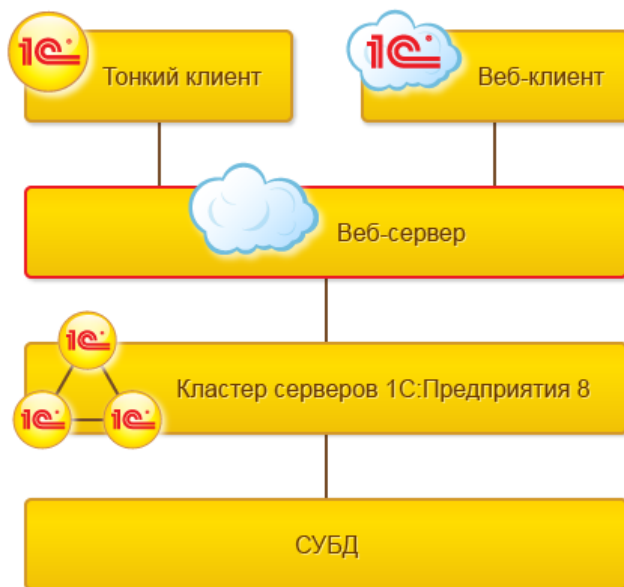 1С
Тонкий клиент
1С
Веб-клиент
Веб-сервер
1С
1С
1С
Кластер серверов 1С:Предприятия 8
СУБД